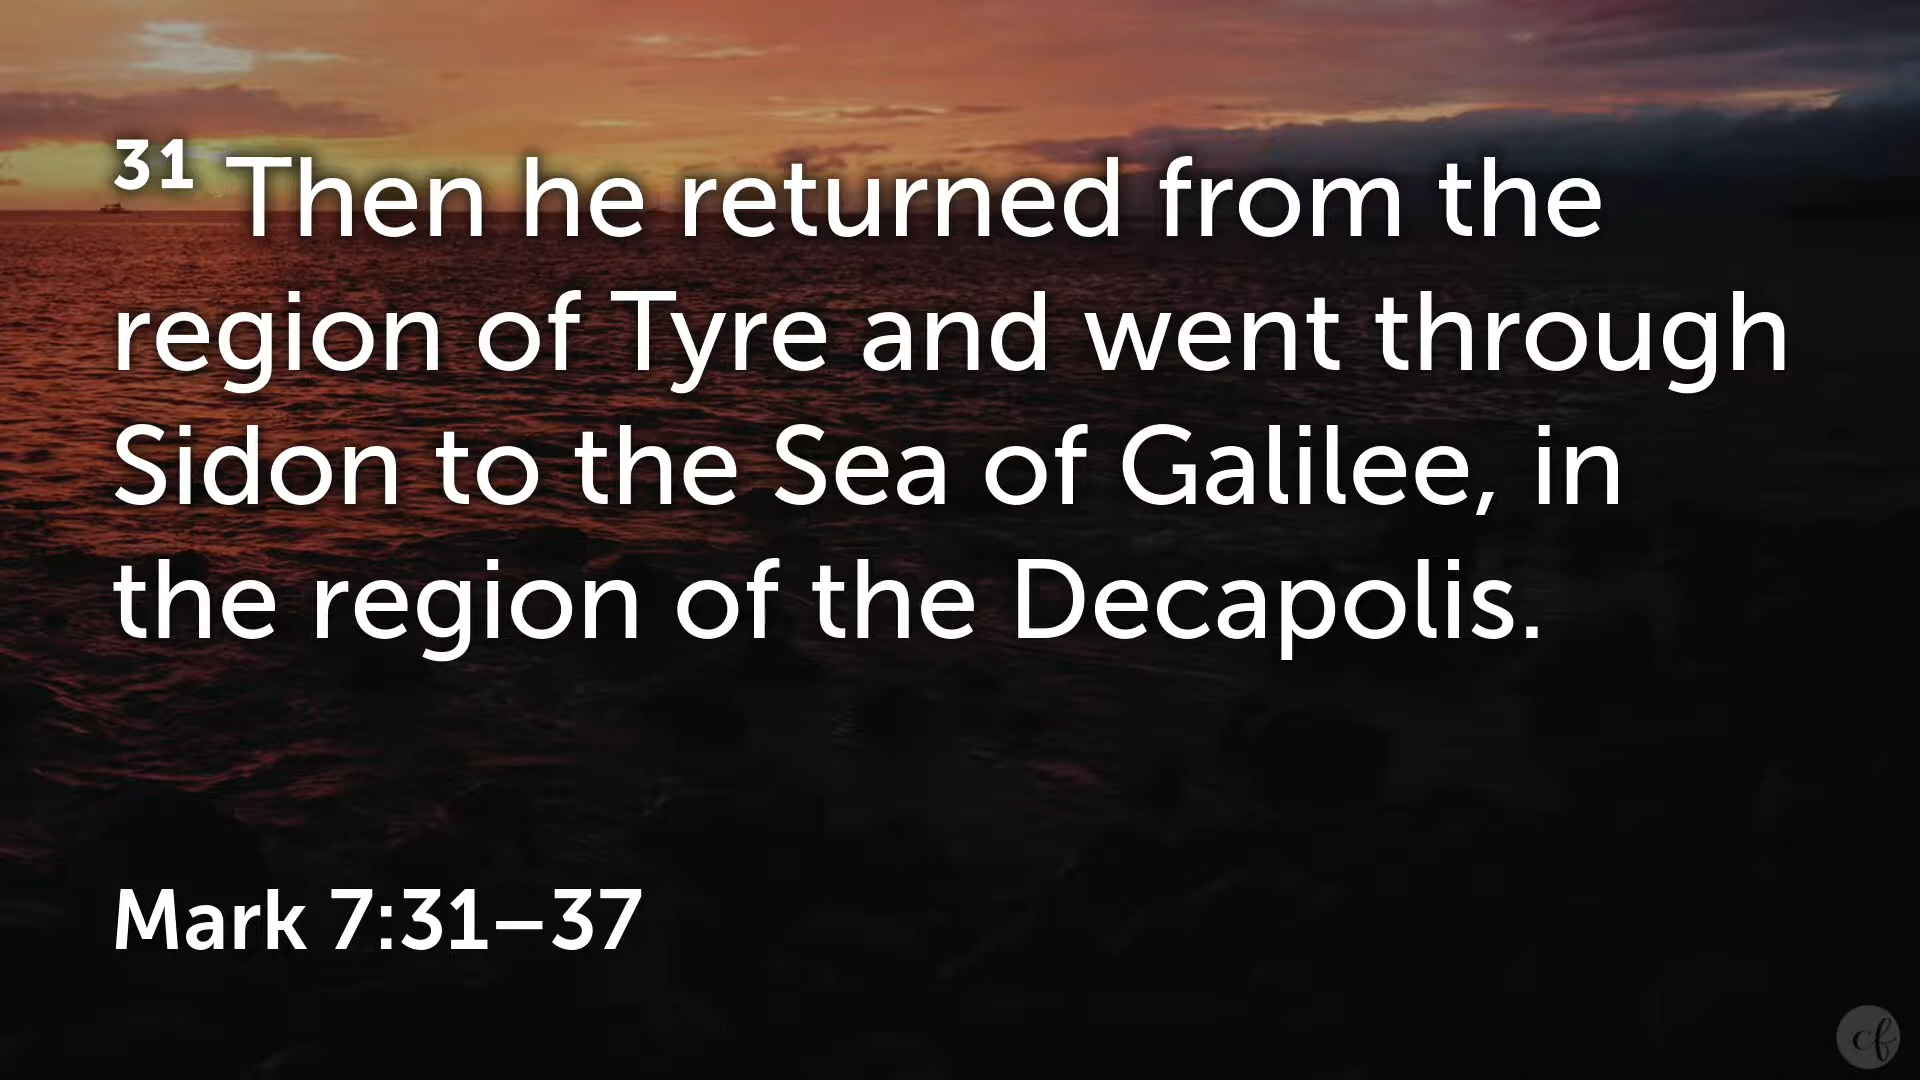 31 Then he returned from the
region of Tyre and went through
Sidon to the Sea of Galilee, in
the region of the Decapolis.
Mark 7:31–37
cf